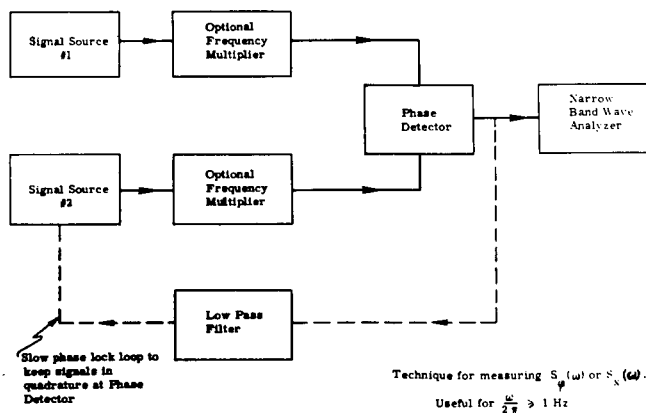 Signal Source
#1
Optional
Frequency
Multiplier
Phase
Detector
Narrow
Band Wave
Analyzer
Signal Source
#2
Optional
Frequency
Multiplier
Low Pass
Filter
Slow phase lock loop to
keep signals in
quadrature at Phase
Detector
Technique for measuring S_φ(ω) or S_x(ω).
Useful for ω/2π ⩾ 1 Hz